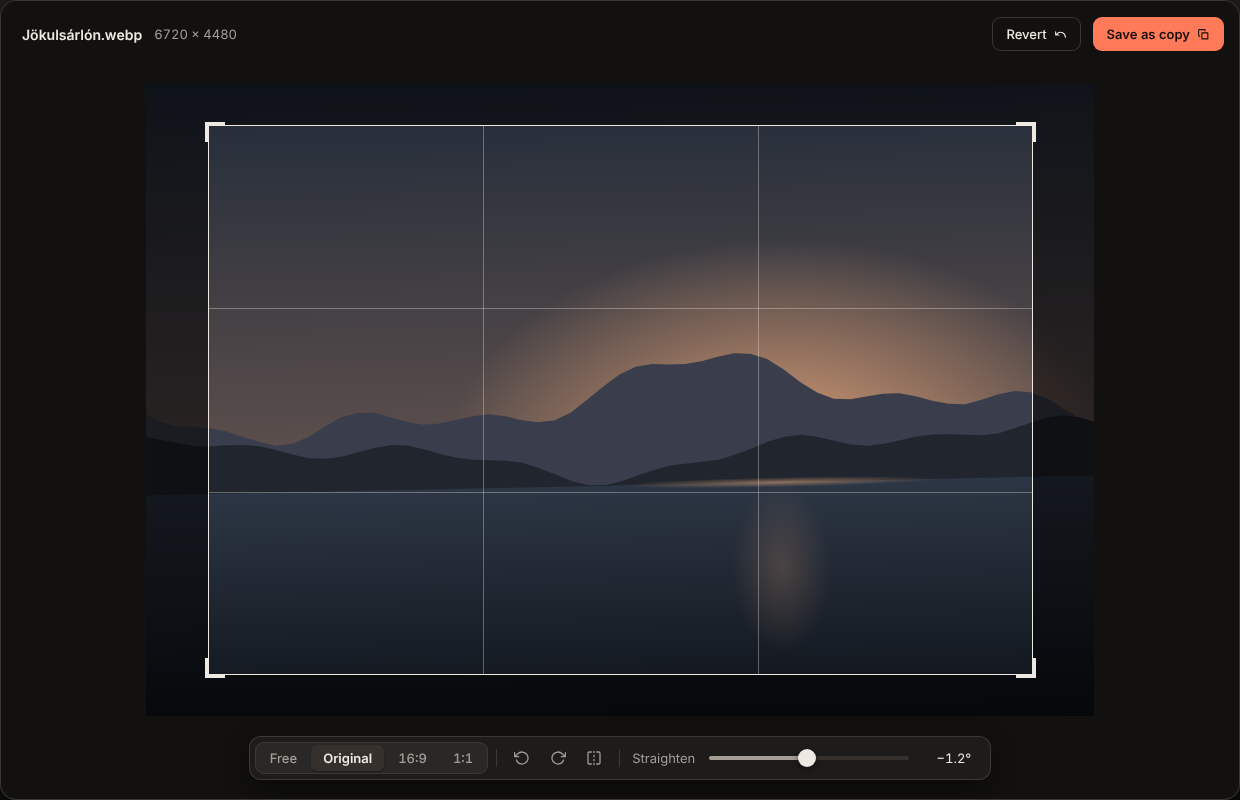 Jökulsárlón.webp 6720 × 4480 Revert Save as copy
Free Original 16:9 1:1 Straighten −1.2°